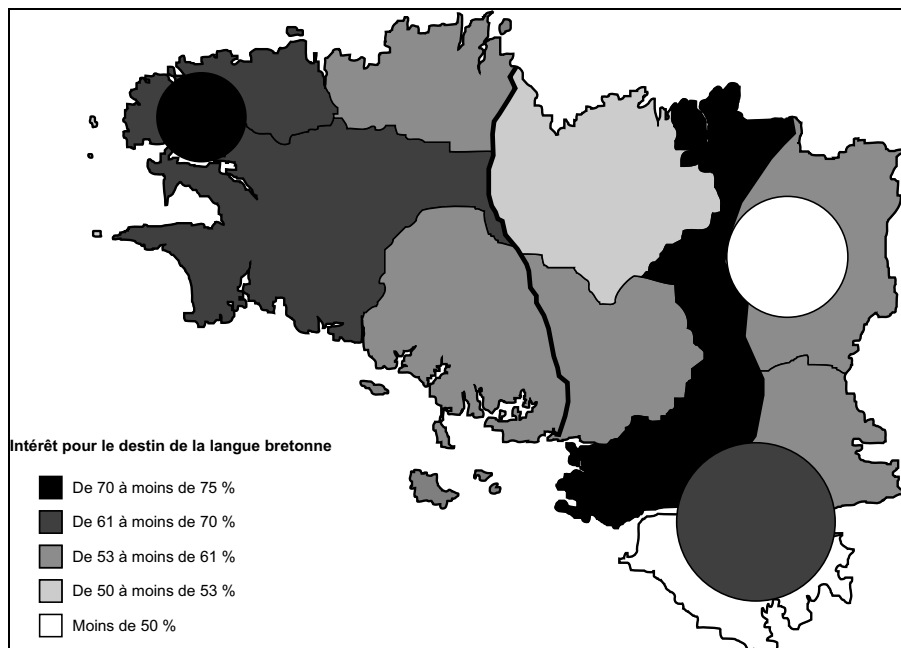 Intérêt pour le destin de la langue bretonne
De 70 à moins de 75 %
De 61 à moins de 70 %
De 53 à moins de 61 %
De 50 à moins de 53 %
Moins de 50 %